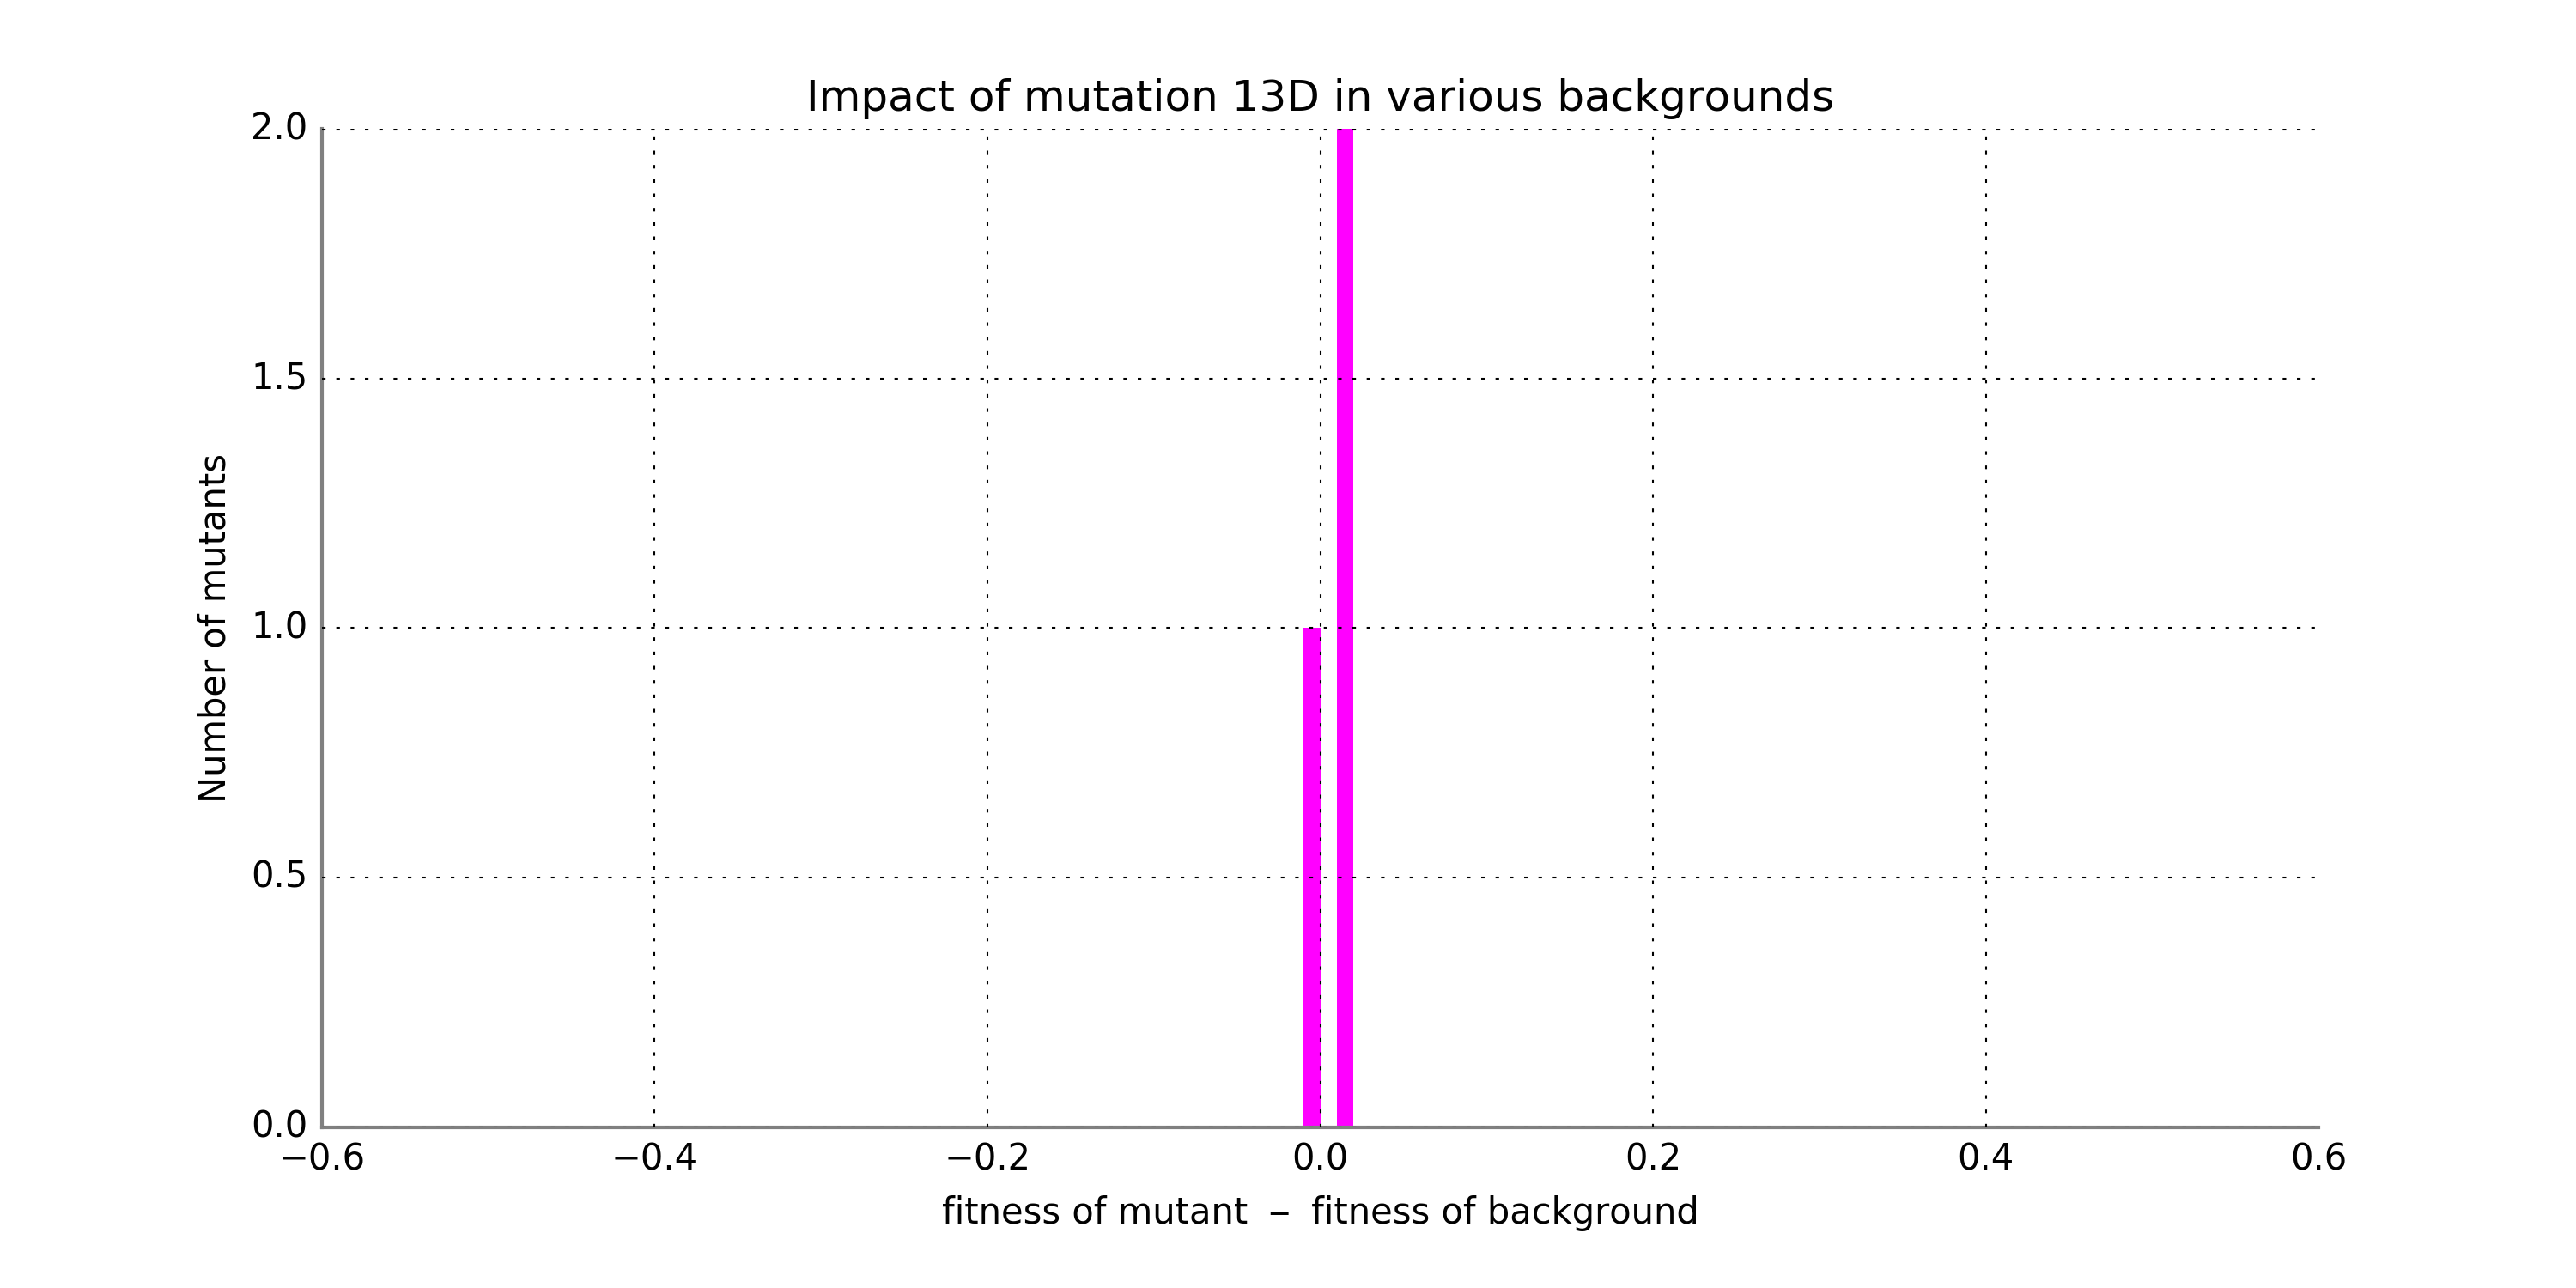 Impact of mutation 13D in various backgrounds
2.0
1.5
1.0
0.5
0.0
Number of mutants
−0.6 −0.4 −0.2 0.0 0.2 0.4 0.6
fitness of mutant − fitness of background